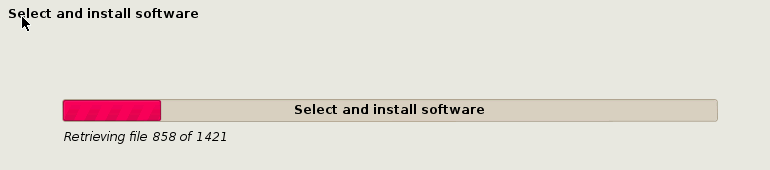 Select and install software
Select and install software
Retrieving file 858 of 1421